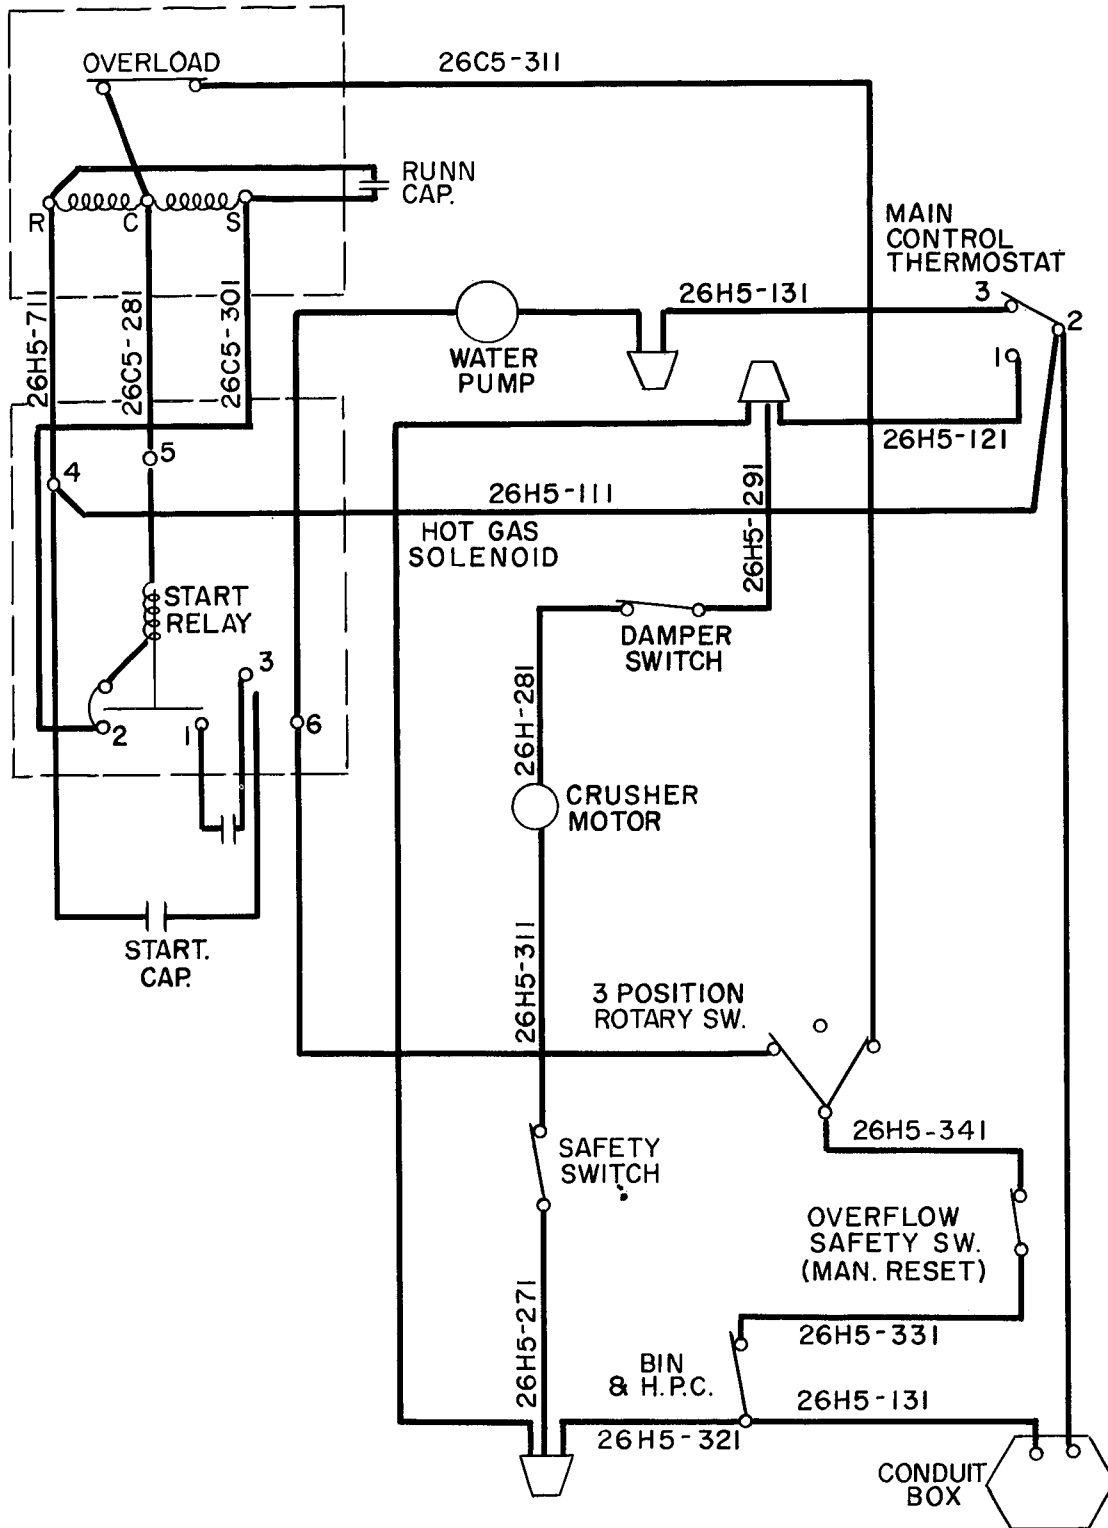 OVERLOAD
26C5-311
RUNN
CAP.
R
C
S
MAIN
CONTROL
THERMOSTAT
26H5-711
26C5-281
26C5-301
26H5-131
3
2
1
WATER
PUMP
26H5-121
5
4
26H5-111
26H5-291
HOT GAS
SOLENOID
START
RELAY
DAMPER
SWITCH
3
26H-281
2
1
6
CRUSHER
MOTOR
START.
CAP.
26H5-311
3 POSITION
ROTARY SW.
26H5-341
SAFETY
SWITCH
OVERFLOW
SAFETY SW.
(MAN. RESET)
26H5-271
26H5-331
BIN
& H.P.C.
26H5-131
26H5-321
CONDUIT
BOX